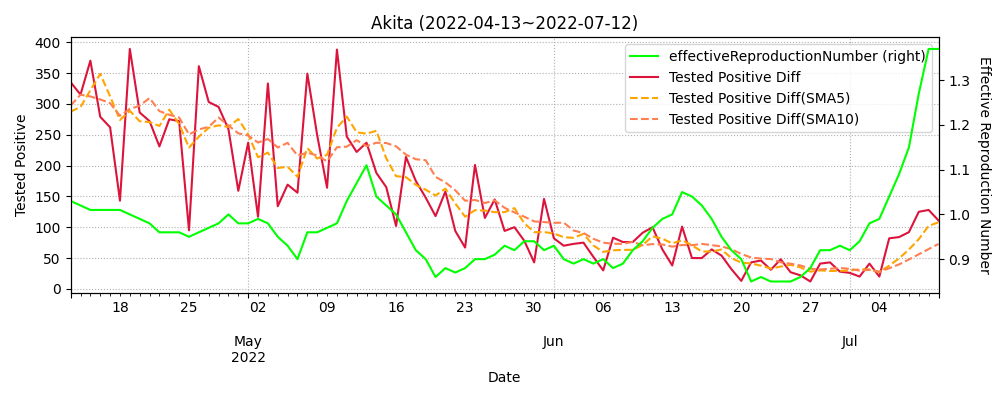 Akita (2022-04-13~2022-07-12)
effectiveReproductionNumber (right)
Tested Positive Diff
Tested Positive Diff(SMA5)
Tested Positive Diff(SMA10)
Tested Positive
400
350
300
250
200
150
100
50
0
1.3
1.2
1.1
1.0
0.9
Effective Reproductive Number
18 25 02 09 16 23 30 06 13 20 27 04
May Jun Jul
2022
Date